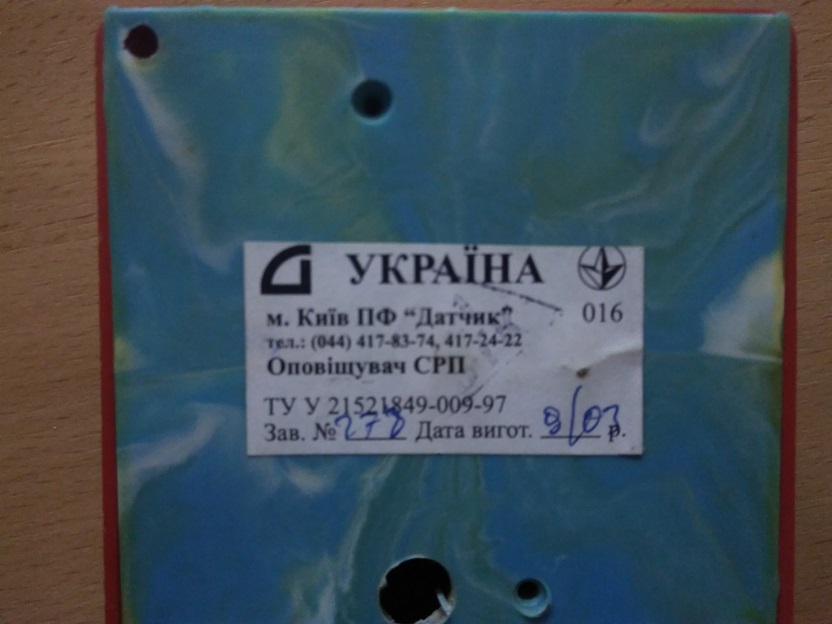 УКРАЇНА
м. Київ ПФ “Датчик”
016
тел.: (044) 417-83-74, 417-24-22
Оповіщувач СРП
ТУ У 21521849-009-97
Зав. № 278 Дата вигот. 9/03 р.